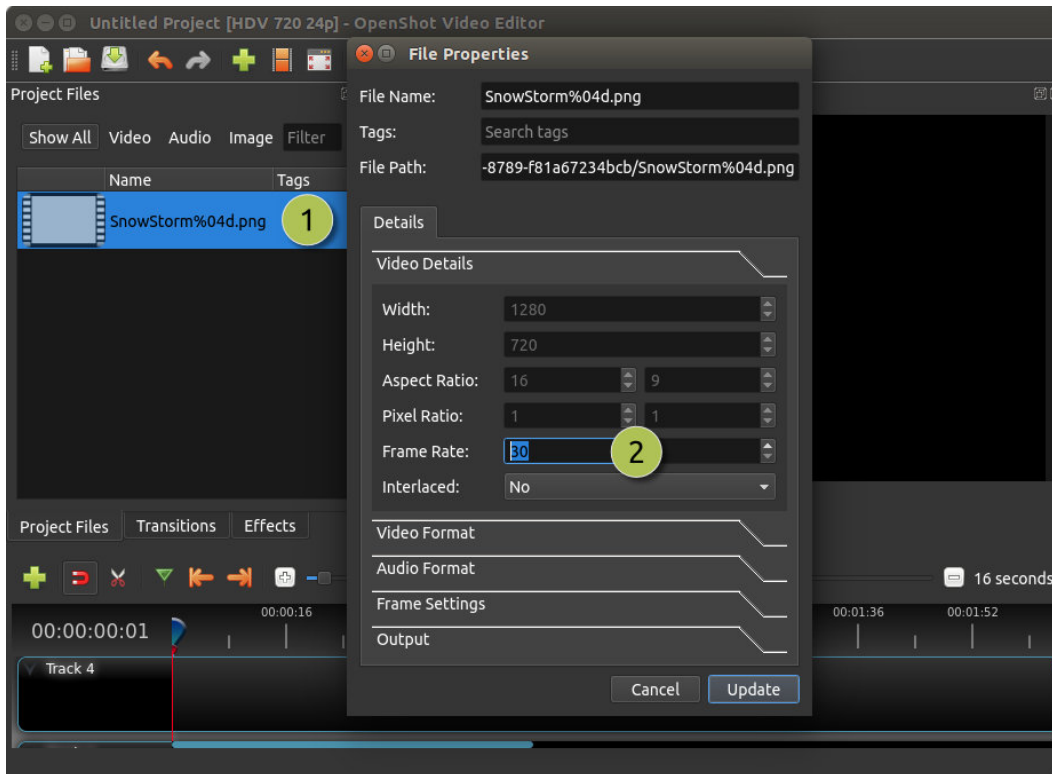 Untitled Project [HDV 720 24p] - OpenShot Video Editor
File Properties
Project Files
Show All Video Audio Image Filter
Name Tags
SnowStorm%04d.png 1
File Name: SnowStorm%04d.png
Tags: Search tags
File Path: -8789-f81a67234bcb/SnowStorm%04d.png
Details
Video Details
Width: 1280
Height: 720
Aspect Ratio: 16 9
Pixel Ratio: 1 1
Frame Rate: 30 2
Interlaced: No
Video Format
Audio Format
Frame Settings
Output
Cancel Update
Project Files Transitions Effects
16 seconds
00:00:00:01 00:00:16 00:01:36 00:01:52
Track 4